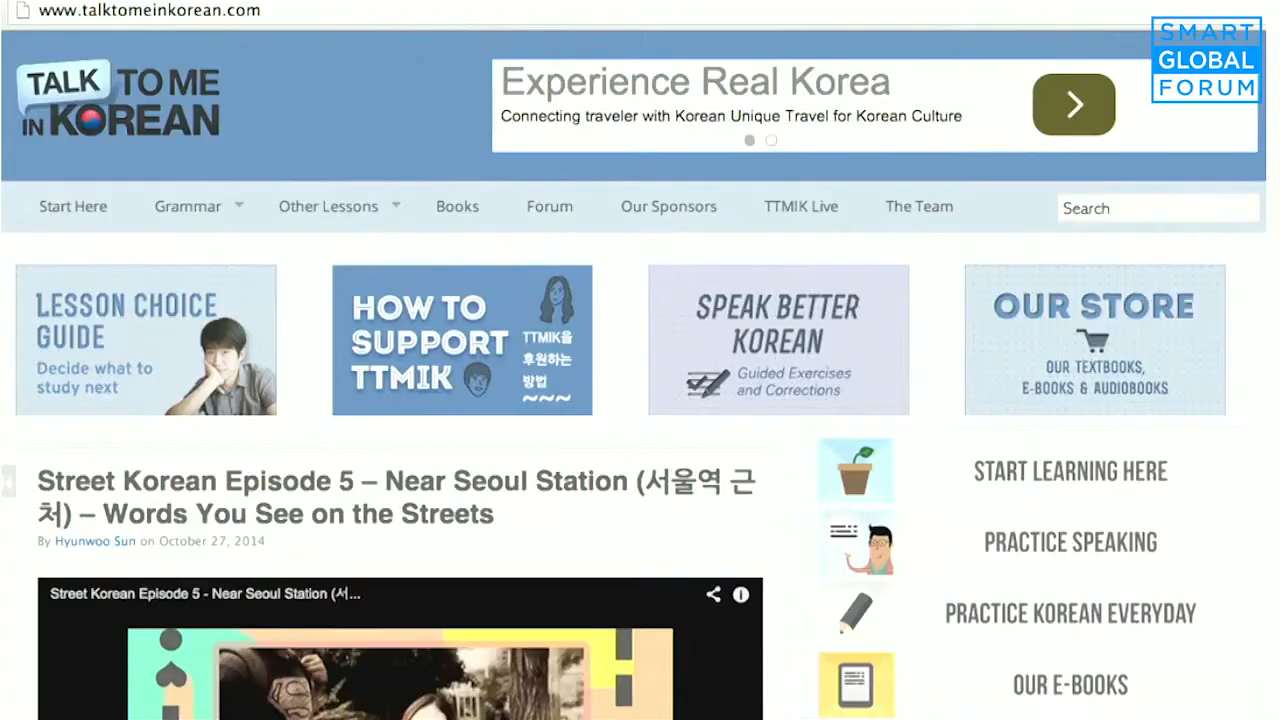 www.talktomeinkorean.com
SMART
GLOBAL
FORUM
TALK TO ME
IN KOREAN
Experience Real Korea
Connecting traveler with Korean Unique Travel for Korean Culture
Start Here
Grammar
Other Lessons
Books
Forum
Our Sponsors
TTMIK Live
The Team
Search
LESSON CHOICE
GUIDE
Decide what to
study next
HOW TO
SUPPORT
TTMIK
TTMIK을
후원하는
방법
~~~
SPEAK BETTER
KOREAN
Guided Exercises
and Corrections
OUR STORE
OUR TEXTBOOKS,
E-BOOKS & AUDIOBOOKS
Street Korean Episode 5 – Near Seoul Station (서울역 근
처) – Words You See on the Streets
By Hyunwoo Sun on October 27, 2014
Street Korean Episode 5 - Near Seoul Station (서...
START LEARNING HERE
PRACTICE SPEAKING
PRACTICE KOREAN EVERYDAY
OUR E-BOOKS